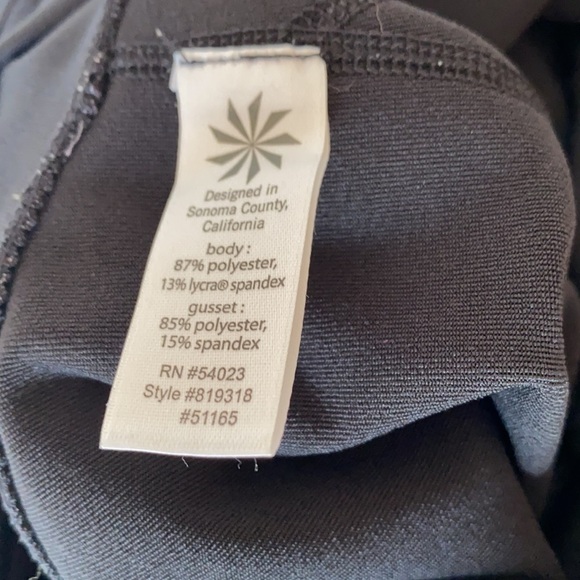 Designed in
Sonoma County,
California
body :
87% polyester,
13% lycra® spandex
gusset :
85% polyester,
15% spandex
RN #54023
Style #819318
#51165